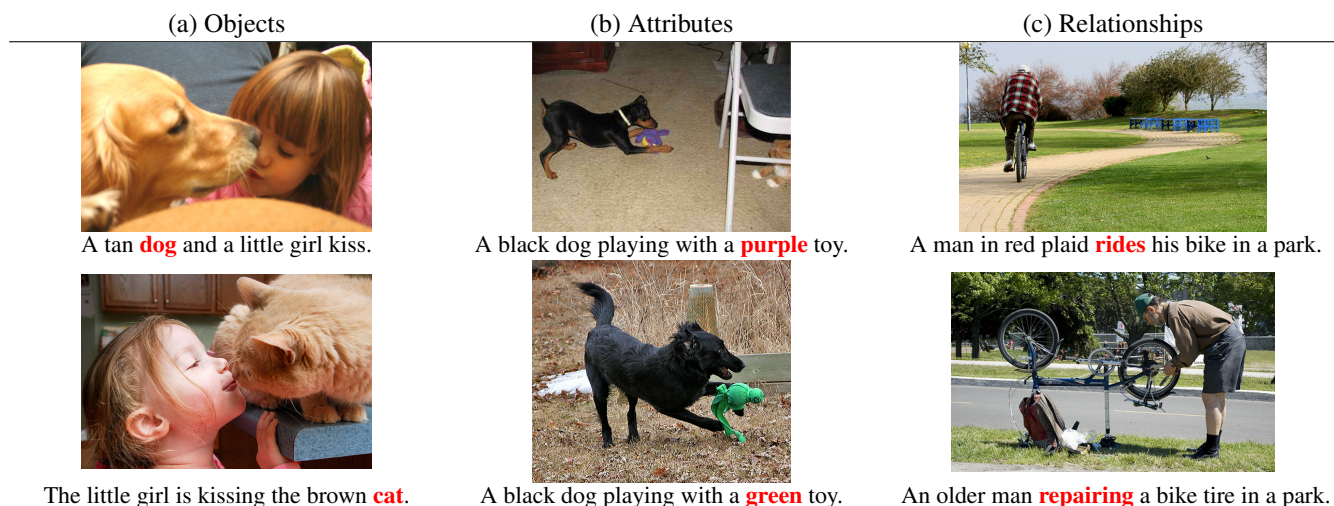 (a) Objects
(b) Attributes
(c) Relationships
A tan dog and a little girl kiss.
A black dog playing with a purple toy.
A man in red plaid rides his bike in a park.
The little girl is kissing the brown cat.
A black dog playing with a green toy.
An older man repairing a bike tire in a park.